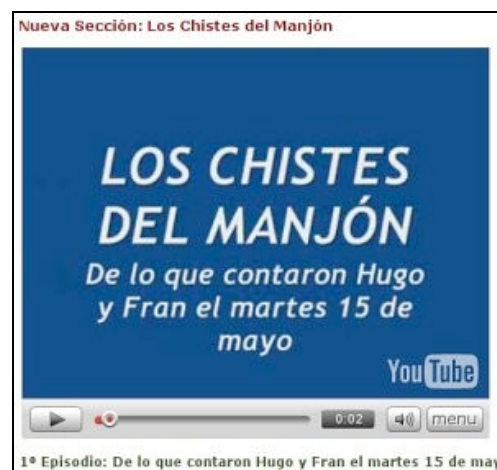 Nueva Sección: Los Chistes del Manjón
LOS CHISTES
DEL MANJÓN
De lo que contaron Hugo
y Fran el martes 15 de
mayo
YouTube
0:02
menu
1º Episodio: De lo que contaron Hugo y Fran el martes 15 de may